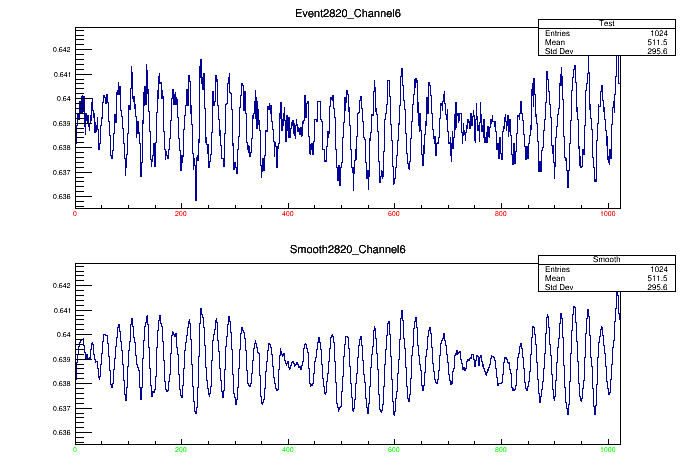 Event2820_Channel6
Test
Entries 1024
Mean 511.5
Std Dev 295.6
0.642
0.641
0.64
0.639
0.638
0.637
0.636
0 200 400 600 800 1000
Smooth2820_Channel6
Smooth
Entries 1024
Mean 511.5
Std Dev 295.6
0.642
0.641
0.64
0.639
0.638
0.637
0.636
0 200 400 600 800 1000